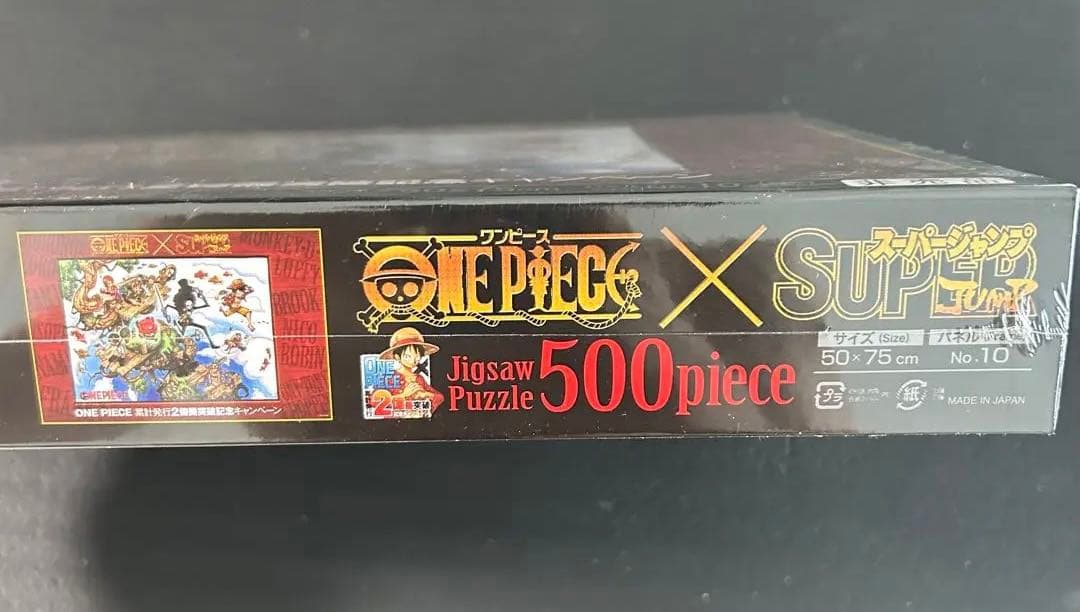 ONE PIECE × SUPER JUMP
MONKEY·D
LUFFY
BROOK
NICO
ROBIN
ONE PIECE
ONE PIECE 累計発行2億冊突破記念キャンペーン
ワンピース
ONE PIECE × SUPER JUMP
スーパージャンプ
ONE
PIECE
Jigsaw
Puzzle
500piece
サイズ (Size)
パネル
50×75cm
No.10
プラ
紙
MADE IN JAPAN